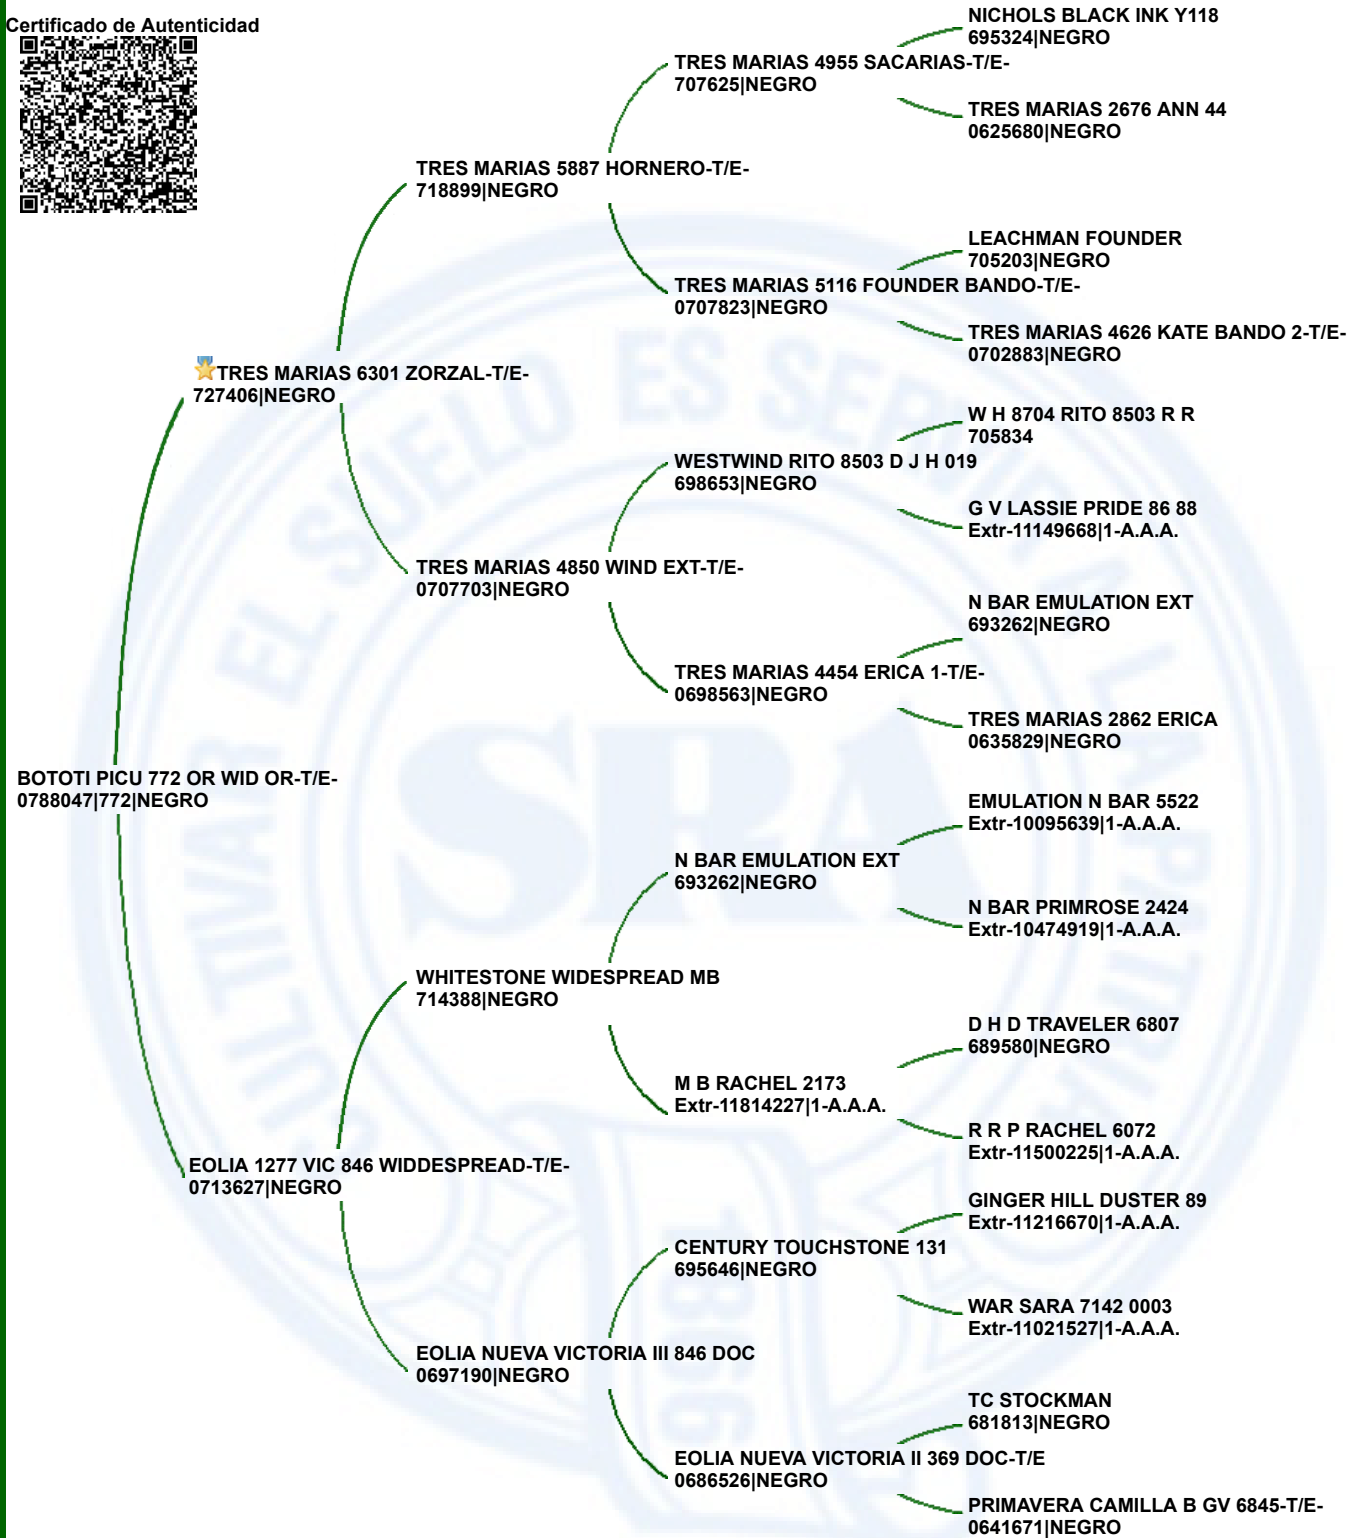 Certificado de Autenticidad
NICHOLS BLACK INK Y118
695324|NEGRO
TRES MARIAS 4955 SACARIAS-T/E-
707625|NEGRO
TRES MARIAS 2676 ANN 44
0625680|NEGRO
TRES MARIAS 5887 HORNERO-T/E-
718899|NEGRO
LEACHMAN FOUNDER
705203|NEGRO
TRES MARIAS 5116 FOUNDER BANDO-T/E-
0707823|NEGRO
TRES MARIAS 4626 KATE BANDO 2-T/E-
0702883|NEGRO
TRES MARIAS 6301 ZORZAL-T/E-
727406|NEGRO
W H 8704 RITO 8503 R R
705834
WESTWIND RITO 8503 D J H 019
698653|NEGRO
G V LASSIE PRIDE 86 88
Extr-11149668|1-A.A.A.
TRES MARIAS 4850 WIND EXT-T/E-
0707703|NEGRO
N BAR EMULATION EXT
693262|NEGRO
TRES MARIAS 4454 ERICA 1-T/E-
0698563|NEGRO
TRES MARIAS 2862 ERICA
0635829|NEGRO
BOTOTI PICU 772 OR WID OR-T/E-
0788047|772|NEGRO
EMULATION N BAR 5522
Extr-10095639|1-A.A.A.
N BAR EMULATION EXT
693262|NEGRO
N BAR PRIMROSE 2424
Extr-10474919|1-A.A.A.
WHITESTONE WIDESPREAD MB
714388|NEGRO
D H D TRAVELER 6807
689580|NEGRO
M B RACHEL 2173
Extr-11814227|1-A.A.A.
R R P RACHEL 6072
Extr-11500225|1-A.A.A.
EOLIA 1277 VIC 846 WIDDESPREAD-T/E-
0713627|NEGRO
GINGER HILL DUSTER 89
Extr-11216670|1-A.A.A.
CENTURY TOUCHSTONE 131
695646|NEGRO
WAR SARA 7142 0003
Extr-11021527|1-A.A.A.
EOLIA NUEVA VICTORIA III 846 DOC
0697190|NEGRO
TC STOCKMAN
681813|NEGRO
EOLIA NUEVA VICTORIA II 369 DOC-T/E
0686526|NEGRO
PRIMAVERA CAMILLA B GV 6845-T/E-
0641671|NEGRO
CULTIVAR EL SUELO ES SERVIR A LA PATRIA
SRA
1866